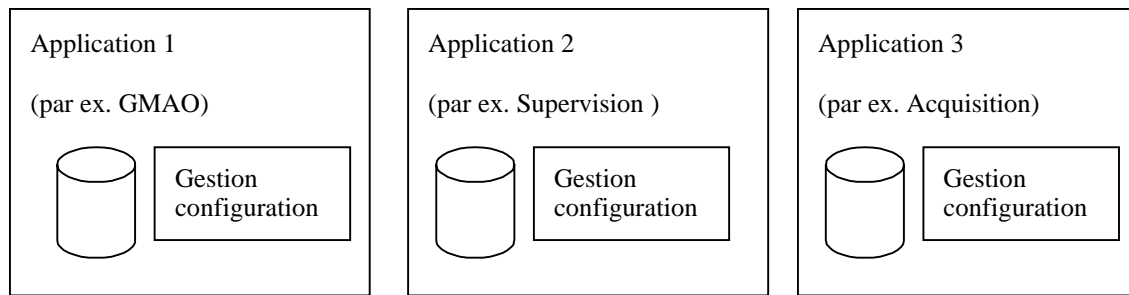 Application 1
(par ex. GMAO)
Gestion
configuration
Application 2
(par ex. Supervision )
Gestion
configuration
Application 3
(par ex. Acquisition)
Gestion
configuration